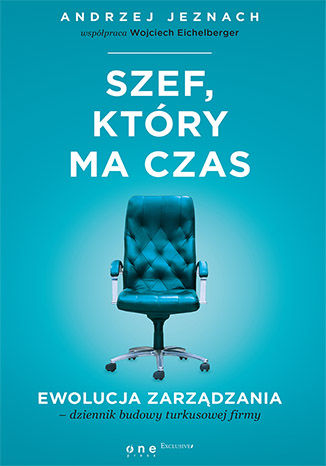 ANDRZEJ JEZNACH
współpraca Wojciech Eichelberger
SZEF,
KTÓRY
MA CZAS
EWOLUCJA ZARZĄDZANIA
– dziennik budowy turkusowej firmy
one press EXCLUSIVE